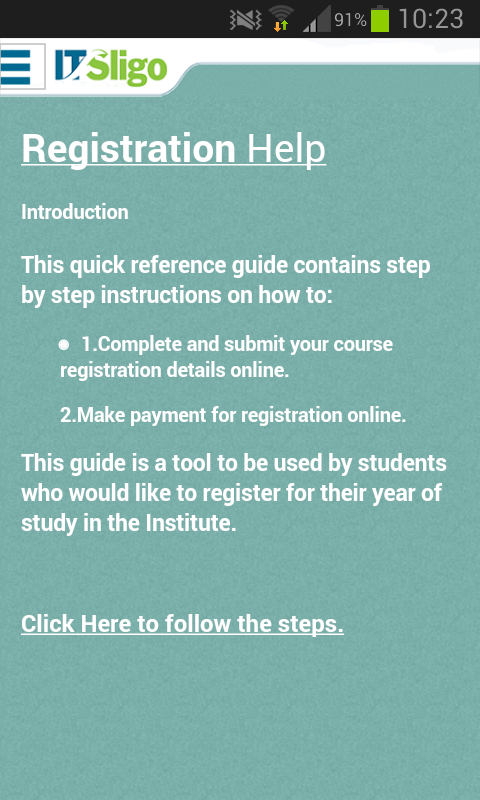 91% 10:23
IT Sligo
Registration Help
Introduction
This quick reference guide contains step
by step instructions on how to:
1.Complete and submit your course
registration details online.
2.Make payment for registration online.
This guide is a tool to be used by students
who would like to register for their year of
study in the Institute.
Click Here to follow the steps.